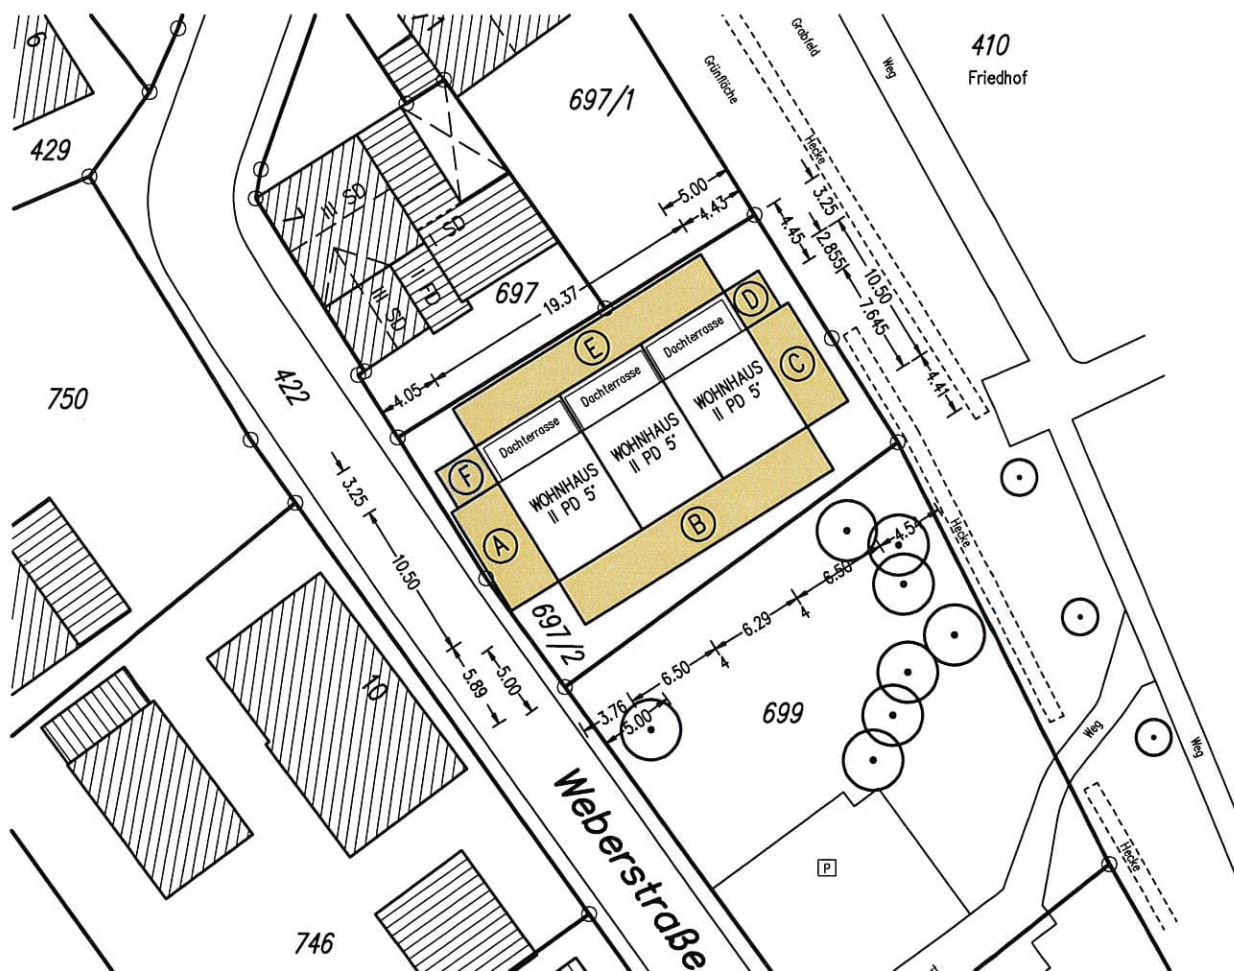 6
429
750
422
7
III SD
I SD
II FD
III SD
697
697/1
Grünfläche
Grabfeld
Weg
410
Friedhof
Hecke
5.00
4.43
19.37
4.05
4.45
3.25
2.855
10.50
7.645
4.41
E
D
C
Dachterrasse
Dachterrasse
Dachterrasse
WOHNHAUS
II PD 5'
WOHNHAUS
II PD 5'
WOHNHAUS
II PD 5'
F
A
B
3.25
10.50
5.89
5.00
697/2
3.76
5.00
6.50
4
6.29
4
6.50
4.5
Hecke
699
10
Weberstraße
746
P
Weg
Weg
Hecke